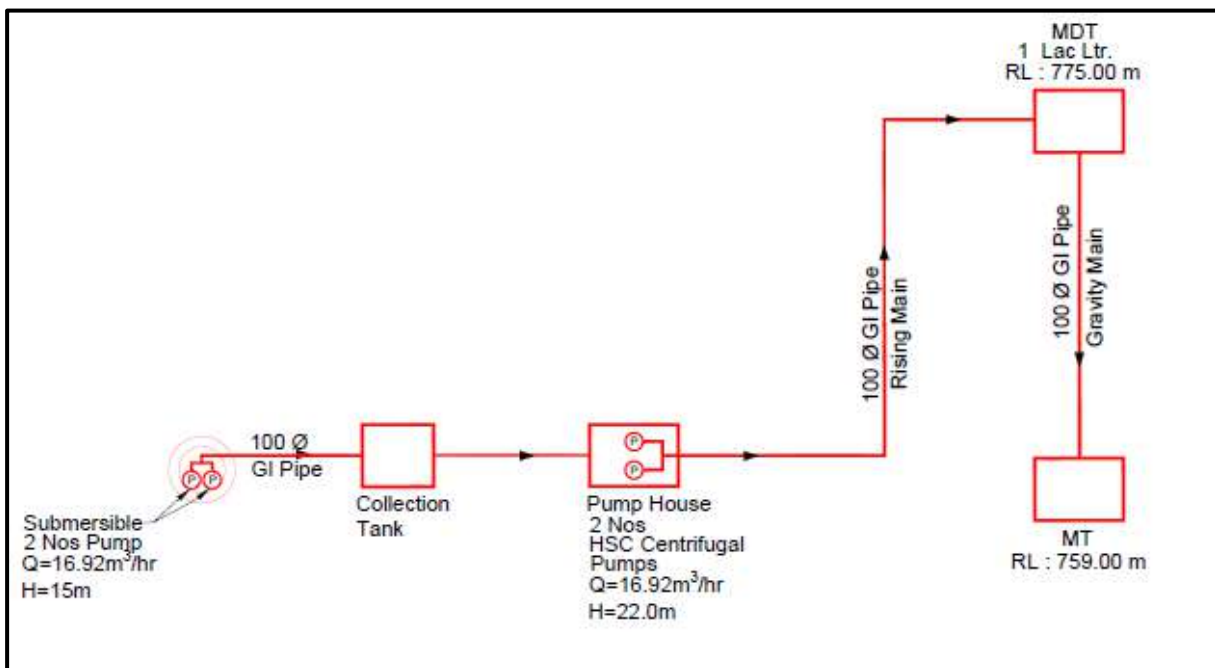 MDT
1 Lac Ltr.
RL : 775.00 m
100 Ø GI Pipe
Rising Main
100 Ø GI Pipe
Gravity Main
100 Ø
GI Pipe
P P
P
P
Submersible
2 Nos Pump
Q=16.92m³/hr
H=15m
Collection
Tank
Pump House
2 Nos
HSC Centrifugal
Pumps
Q=16.92m³/hr
H=22.0m
MT
RL : 759.00 m